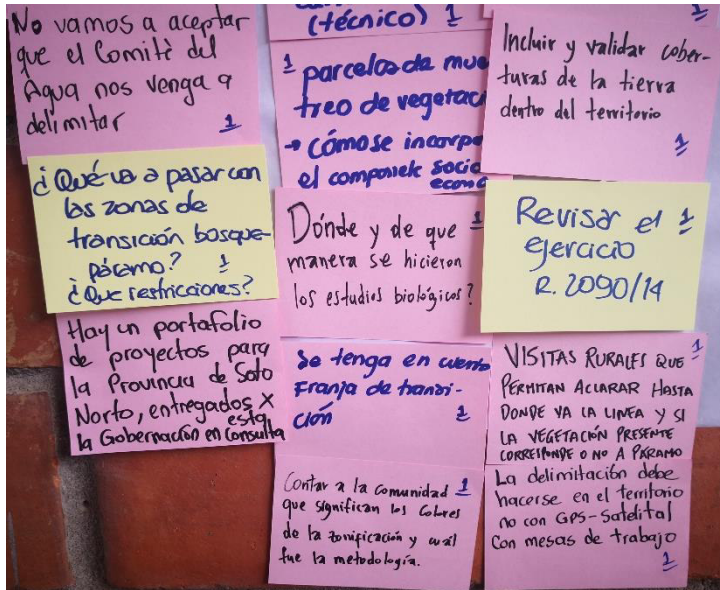 No vamos a aceptar
que el Comité del
Agua nos venga a
delimitar 1
¿Qué va a pasar con
las zonas de
transición bosque-
páramo? 1
¿Que restricciones?
Hay un portafolio
de proyectos para
la Provincia de Soto
Norte, entregados x
la Gobernación en esta consulta
(técnico) 1
1 parcelas de mues
treo de vegetaci
→ cómo se incorpo
el componente socio
econó
Dónde y de que 1
manera se hicieron
los estudios biológicos?
Se tenga en cuenta
Franja de transi-
ción 1
Contar a la comunidad 1
que significan los colores
de la zonificación y cuál
fue la metodología.
1
Incluir y validar cober-
turas de la tierra
dentro del territorio
1
Revisar el 1
ejercicio
R. 2090/14
1
VISITAS RURALES QUE
PERMITAN ACLARAR HASTA
DONDE VA LA LINEA Y SI
LA VEGETACIÓN PRESENTE
CORRESPONDE O NO A PÁRAMO
La delimitación debe
hacerse en el territorio
no con GPS-Satelital
Con mesas de trabajo
1